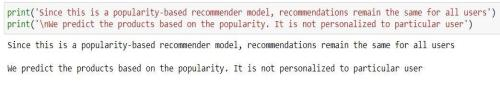 print('Since this is a popularity-based recommender model, recommendations remain the same for all users')
print('\nWe predict the products based on the popularity. It is not personalized to particular user')
Since this is a popularity-based recommender model, recommendations remain the same for all users
We predict the products based on the popularity. It is not personalized to particular user